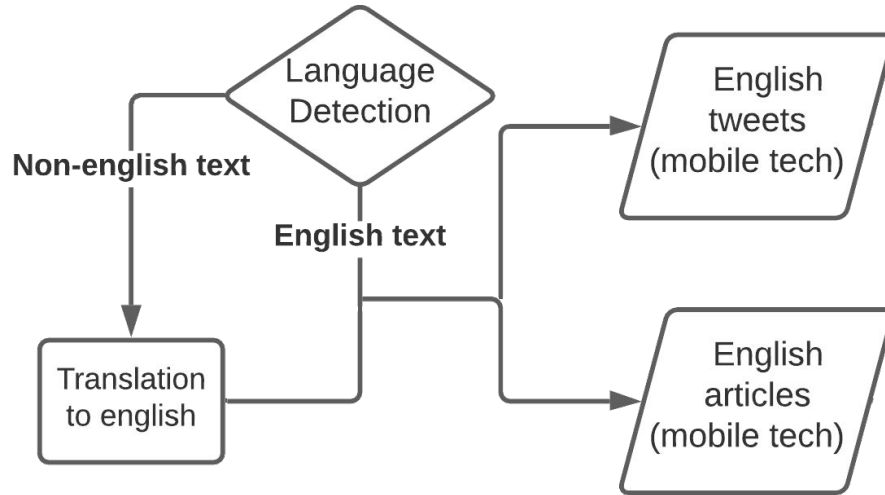 Language
Detection
English
tweets
(mobile tech)
Non-english text
English text
Translation
to english
English
articles
(mobile tech)